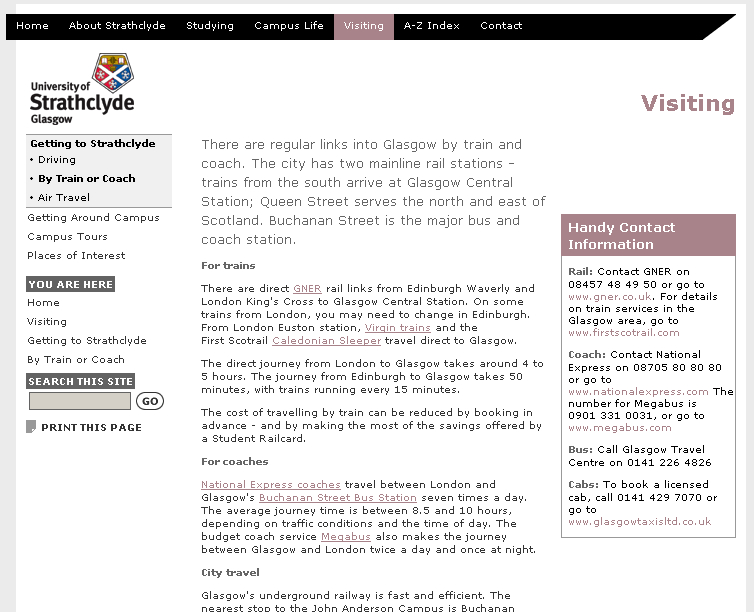 Home About Strathclyde Studying Campus Life Visiting A-Z Index Contact
University of
Strathclyde
Glasgow
Visiting
Getting to Strathclyde
• Driving
• By Train or Coach
• Air Travel
Getting Around Campus
Campus Tours
Places of Interest
YOU ARE HERE
Home
Visiting
Getting to Strathclyde
By Train or Coach
SEARCH THIS SITE
GO
PRINT THIS PAGE
There are regular links into Glasgow by train and
coach. The city has two mainline rail stations –
trains from the south arrive at Glasgow Central
Station; Queen Street serves the north and east of
Scotland. Buchanan Street is the major bus and
coach station.
For trains
There are direct GNER rail links from Edinburgh Waverly and
London King's Cross to Glasgow Central Station. On some
trains from London, you may need to change in Edinburgh.
From London Euston station, Virgin trains and the
First Scotrail Caledonian Sleeper travel direct to Glasgow.
The direct journey from London to Glasgow takes around 4 to
5 hours. The journey from Edinburgh to Glasgow takes 50
minutes, with trains running every 15 minutes.
The cost of travelling by train can be reduced by booking in
advance - and by making the most of the savings offered by
a Student Railcard.
For coaches
National Express coaches travel between London and
Glasgow's Buchanan Street Bus Station seven times a day.
The average journey time is between 8.5 and 10 hours,
depending on traffic conditions and the time of day. The
budget coach service Megabus also makes the journey
between Glasgow and London twice a day and once at night.
City travel
Glasgow's underground railway is fast and efficient. The
nearest stop to the John Anderson Campus is Buchanan
Handy Contact
Information
Rail: Contact GNER on
08457 48 49 50 or go to
www.gner.co.uk. For details
on train services in the
Glasgow area, go to
www.firstscotrail.com
Coach: Contact National
Express on 08705 80 80 80
or go to
www.nationalexpress.com The
number for Megabus is
0901 331 0031, or go to
www.megabus.com
Bus: Call Glasgow Travel
Centre on 0141 226 4826
Cabs: To book a licensed
cab, call 0141 429 7070 or
go to
www.glasgowtaxisltd.co.uk